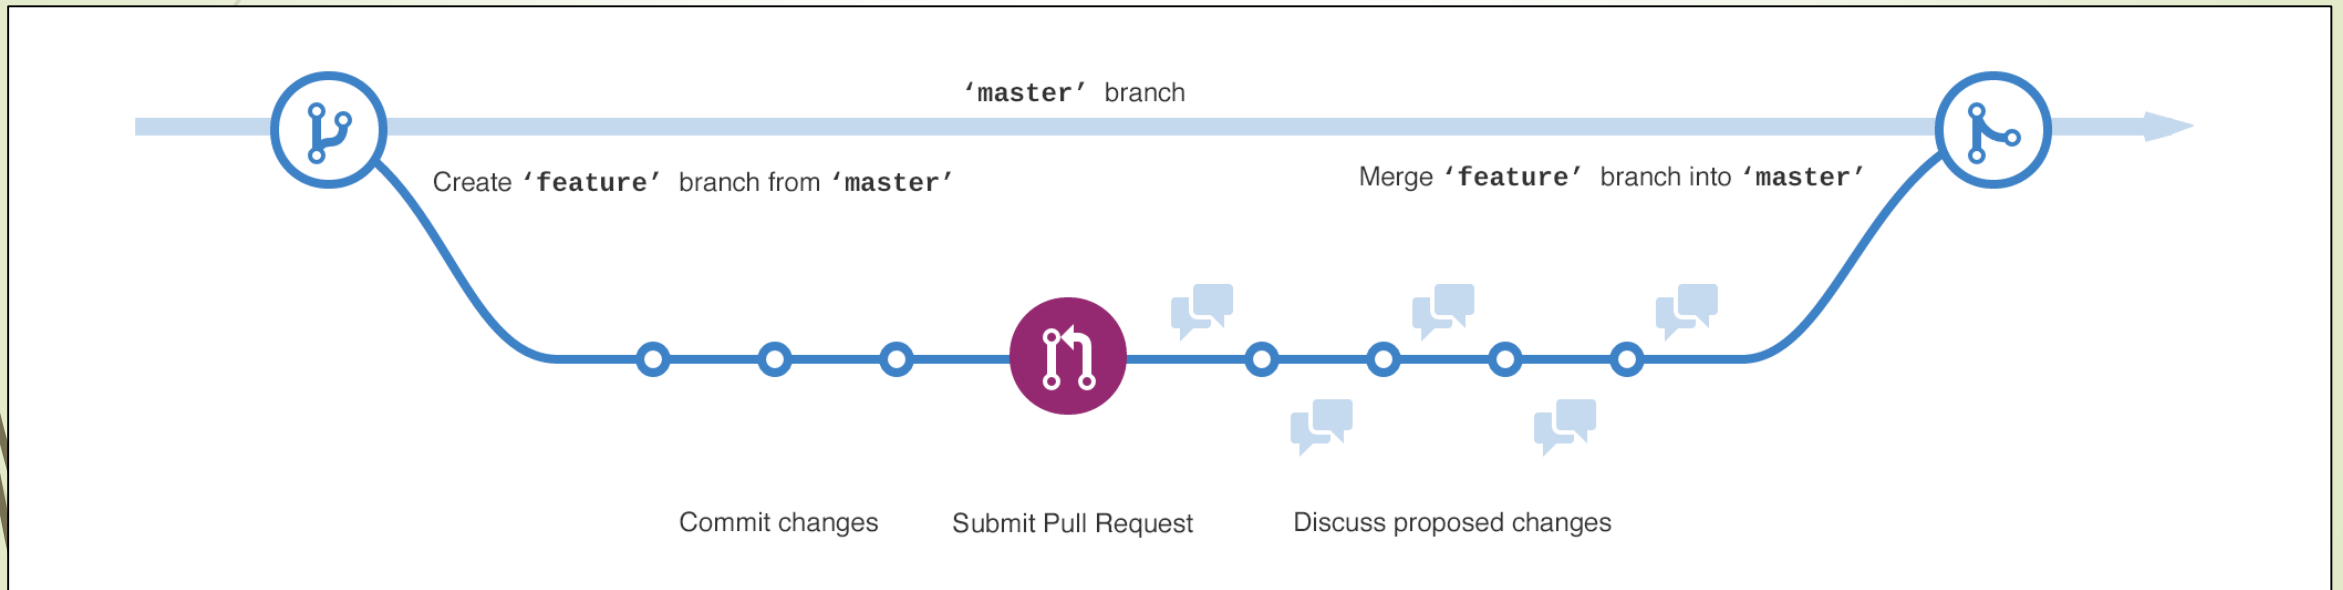 ‘master’ branch
Create ‘feature’ branch from ‘master’
Merge ‘feature’ branch into ‘master’
Commit changes
Submit Pull Request
Discuss proposed changes